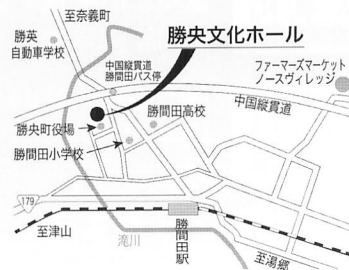 至奈義町
勝英
自動車学校
勝央文化ホール
中国縦貫道
勝間田バス停
ファーマーズマーケット
ノースヴィレッジ
中国縦貫道
勝間田高校
勝央町役場
勝間田小学校
179
至津山
滝川
勝間田駅
至湯郷